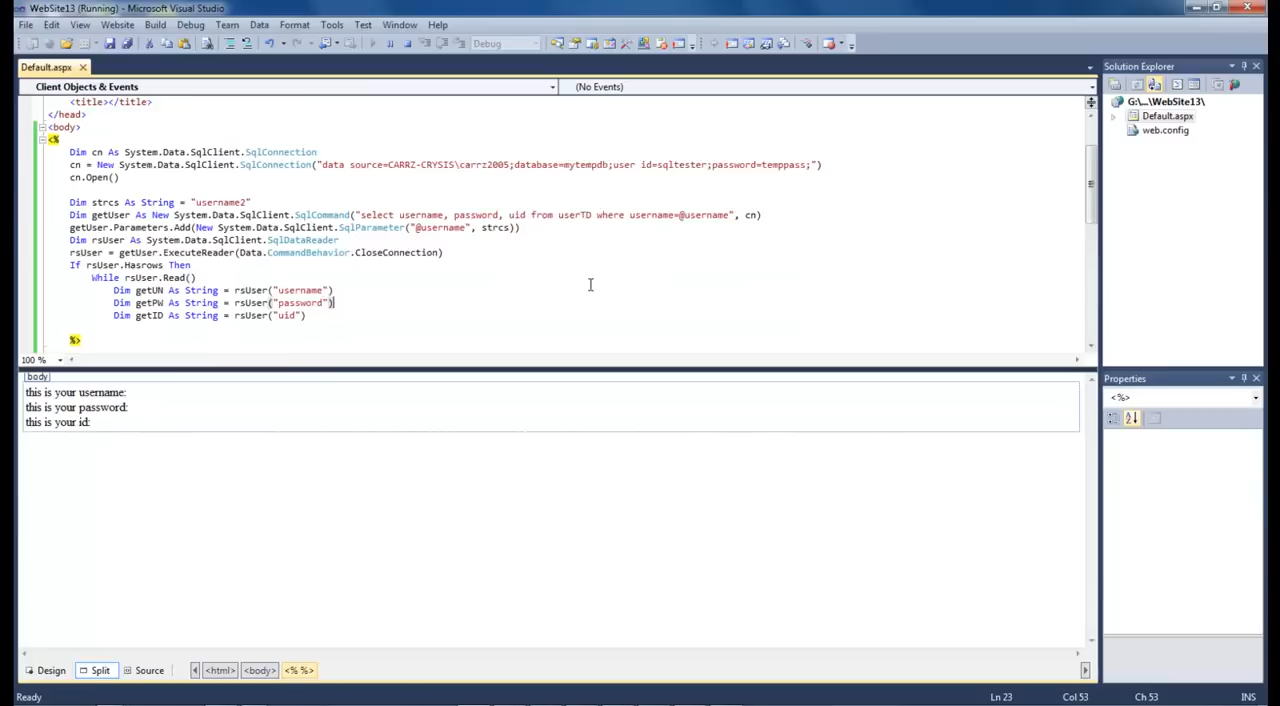 WebSite13 (Running) - Microsoft Visual Studio
File Edit View Website Build Debug Team Data Format Tools Test Window Help
Debug
Default.aspx
Client Objects & Events
(No Events)
<title></title>
</head>
<body>
<%
Dim cn As System.Data.SqlClient.SqlConnection
cn = New System.Data.SqlClient.SqlConnection("data source=CARRZ-CRYSIS\carrz2005;database=mytempdb;user id=sqltester;password=temppass;")
cn.Open()
Dim strcs As String = "username2"
Dim getUser As New System.Data.SqlClient.SqlCommand("select username, password, uid from userTD where username=@username", cn)
getUser.Parameters.Add(New System.Data.SqlClient.SqlParameter("@username", strcs))
Dim rsUser As System.Data.SqlClient.SqlDataReader
rsUser = getUser.ExecuteReader(Data.CommandBehavior.CloseConnection)
If rsUser.Hasrows Then
While rsUser.Read()
Dim getUN As String = rsUser("username")
Dim getPW As String = rsUser("password")
Dim getID As String = rsUser("uid")
%>
100 %
body
this is your username:
this is your password:
this is your id:
Design Split Source <html> <body> <% %>
Ready Ln 23 Col 53 Ch 53 INS
Solution Explorer
G:\...\WebSite13\
Default.aspx
web.config
Properties
<%>